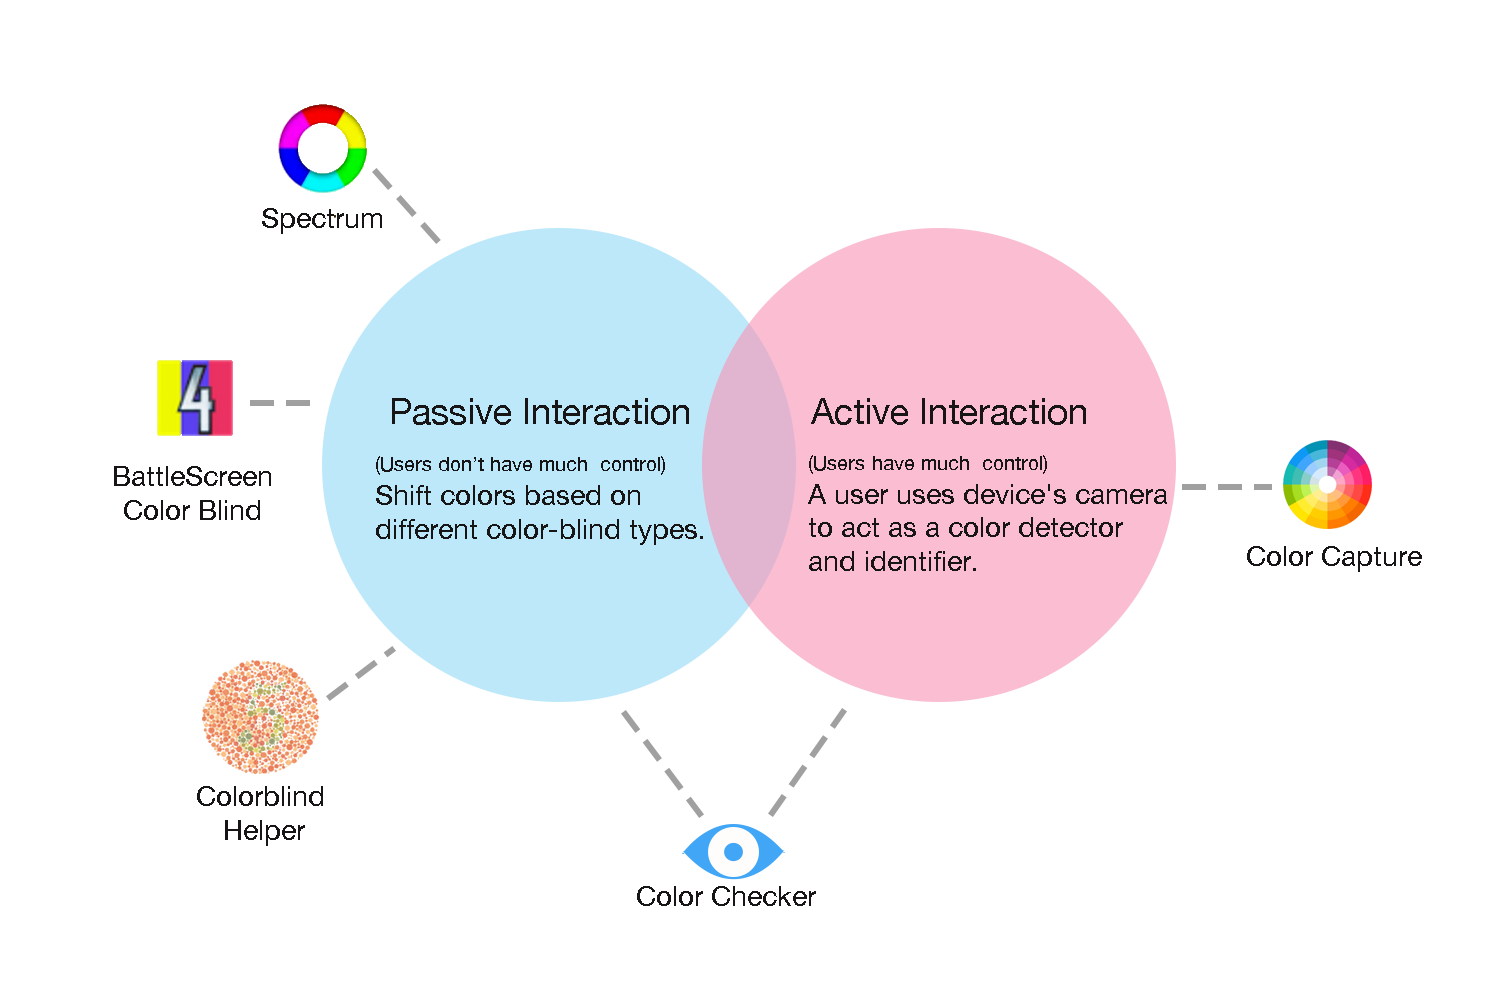 Spectrum
4
BattleScreen
Color Blind
Passive Interaction
(Users don't have much control)
Shift colors based on
different color-blind types.
Active Interaction
(Users have much control)
A user uses device's camera
to act as a color detector
and identifier.
Color Capture
5
Colorblind
Helper
Color Checker